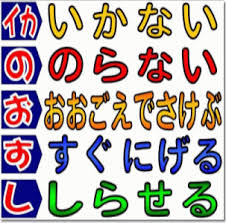 イカ いかない
の のらない
お おおごえでさけぶ
す すぐにげる
し しらせる